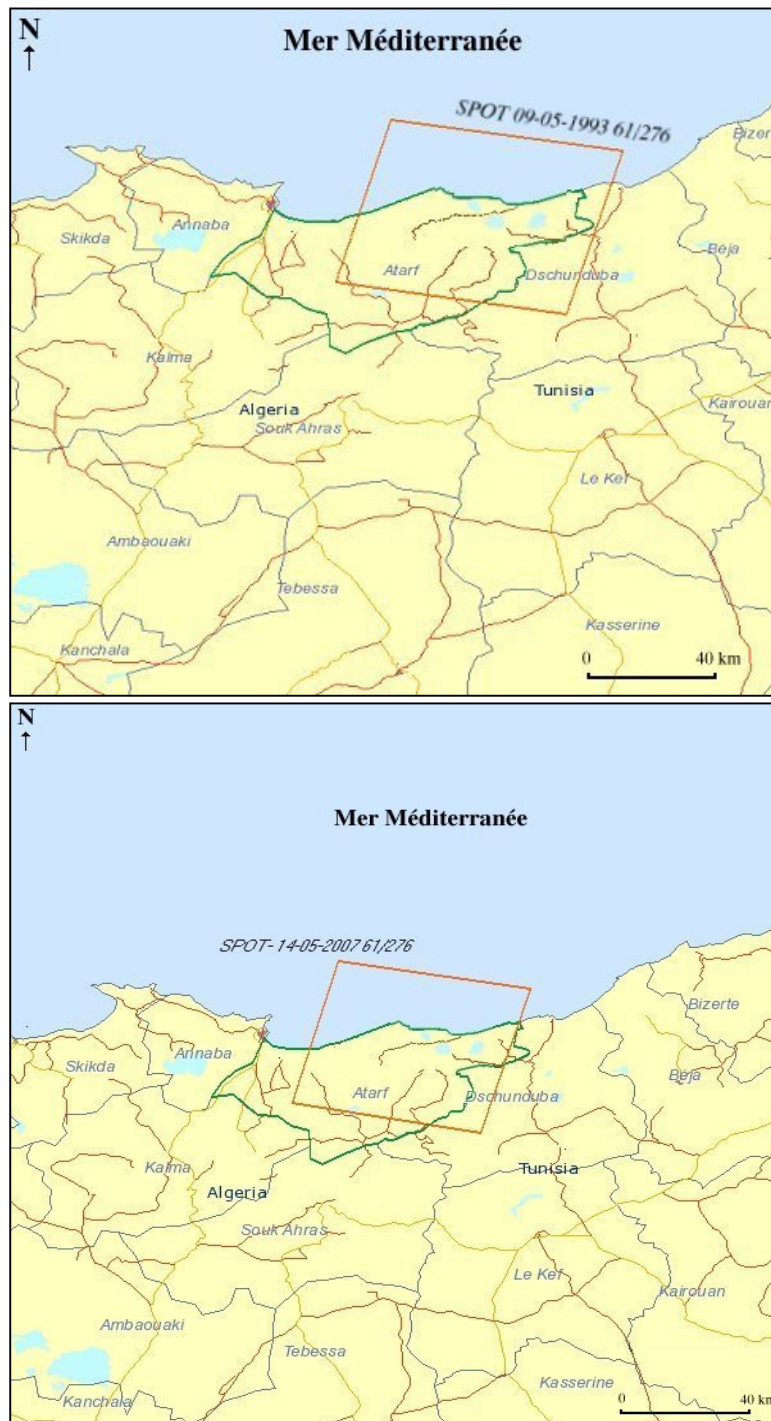 N
↑
Mer Méditerranée
SPOT 09-05-1993 61/276
Bizer
Annaba
Skikda
Beja
Atarf
Dschunduba
Kalma
Algeria
Tunisia
Kairouan
Souk Ahras
Le Kef
Ambaouaki
Tebessa
Kasserine
Kanchala
0 40 km
N
↑
Mer Méditerranée
SPOT- 14-05-2007 61/276
Bizerte
Annaba
Skikda
Beja
Atarf
Dschunduba
Kalma
Algeria
Tunisia
Souk Ahras
Le Kef
Kairouan
Ambaouaki
Tebessa
Kasserine
Kanchala
0 40 km